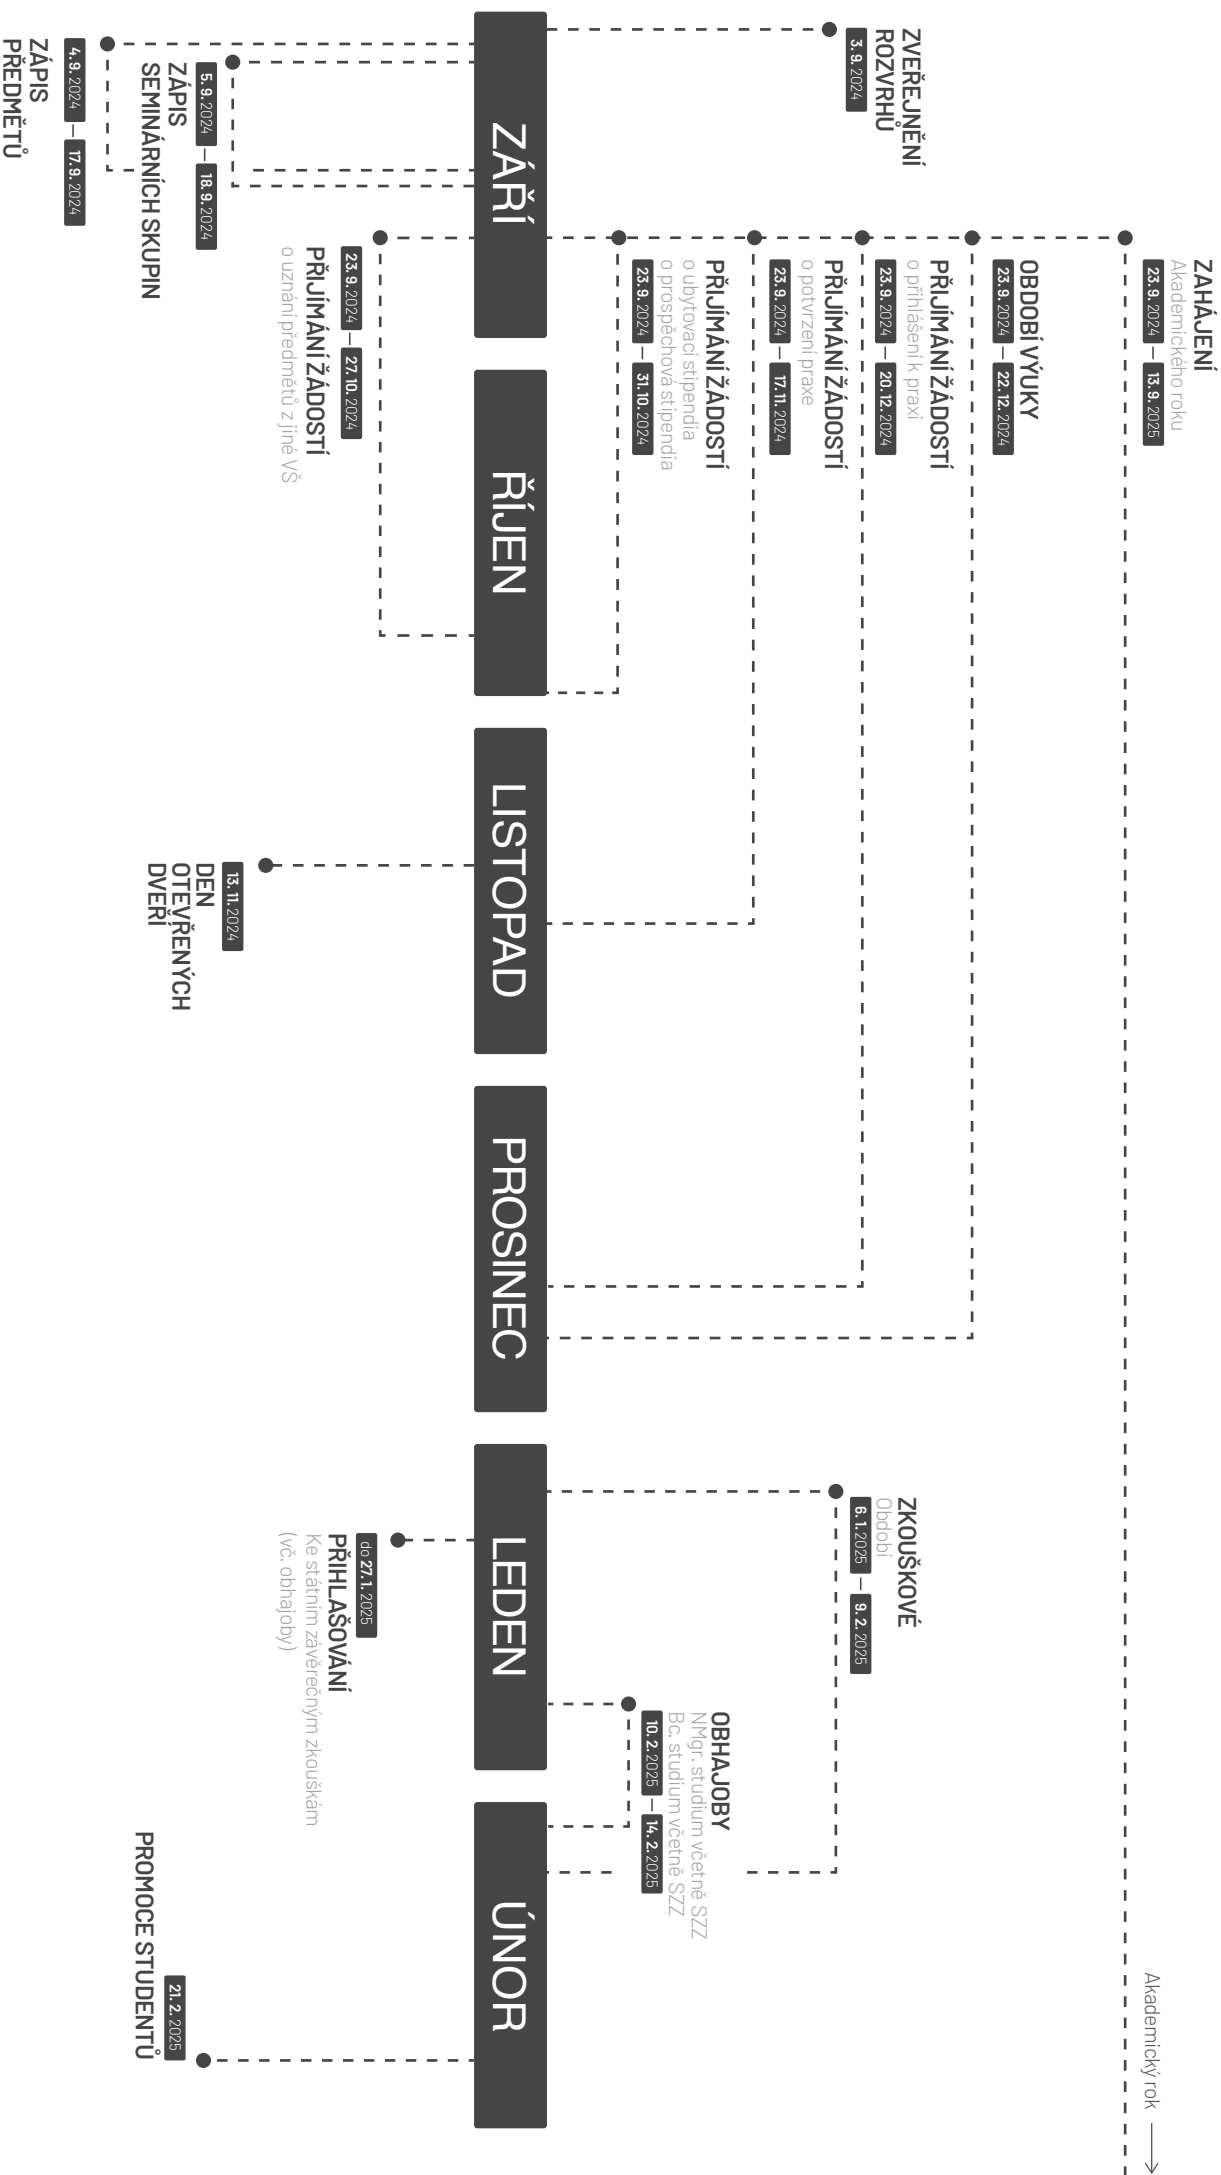 ZAHÁJENÍ
Akademického roku
23. 9. 2024 — 13. 9. 2025
Akademický rok
OBDOBÍ VÝUKY
23. 9. 2024 — 22. 12. 2024
PŘIJÍMÁNÍ ŽÁDOSTÍ
o přihlášení k praxi
23. 9. 2024 — 20. 12. 2024
ZVEŘEJNĚNÍ
ROZVRHŮ
3. 9. 2024
PŘIJÍMÁNÍ ŽÁDOSTÍ
o potvrzení praxe
23. 9. 2024 — 17. 11. 2024
PŘIJÍMÁNÍ ŽÁDOSTÍ
o ubytovací stipendia
o prospěchová stipendia
23. 9. 2024 — 31. 10. 2024
ZKOUŠKOVÉ
Období
6. 1. 2025 — 9. 2. 2025
OBHAJOBY
NMgr. studium včetně SZZ
Bc. studium včetně SZZ
10. 2. 2025 — 14. 2. 2025
ZÁŘÍ
ŘÍJEN
LISTOPAD
PROSINEC
LEDEN
ÚNOR
23. 9. 2024 — 27. 10. 2024
PŘIJÍMÁNÍ ŽÁDOSTÍ
o uznání předmětů z jiné VŠ
do 27. 1. 2025
PŘIHLAŠOVÁNÍ
Ke státním závěrečným zkouškám
(vč. obhajoby)
5. 9. 2024 — 18. 9. 2024
ZÁPIS
SEMINÁRNÍCH SKUPIN
13. 11. 2024
DEN
OTEVŘENÝCH
DVEŘÍ
21. 2. 2025
PROMOCE STUDENTŮ
4. 9. 2024 — 17. 9. 2024
ZÁPIS
PŘEDMĚTŮ